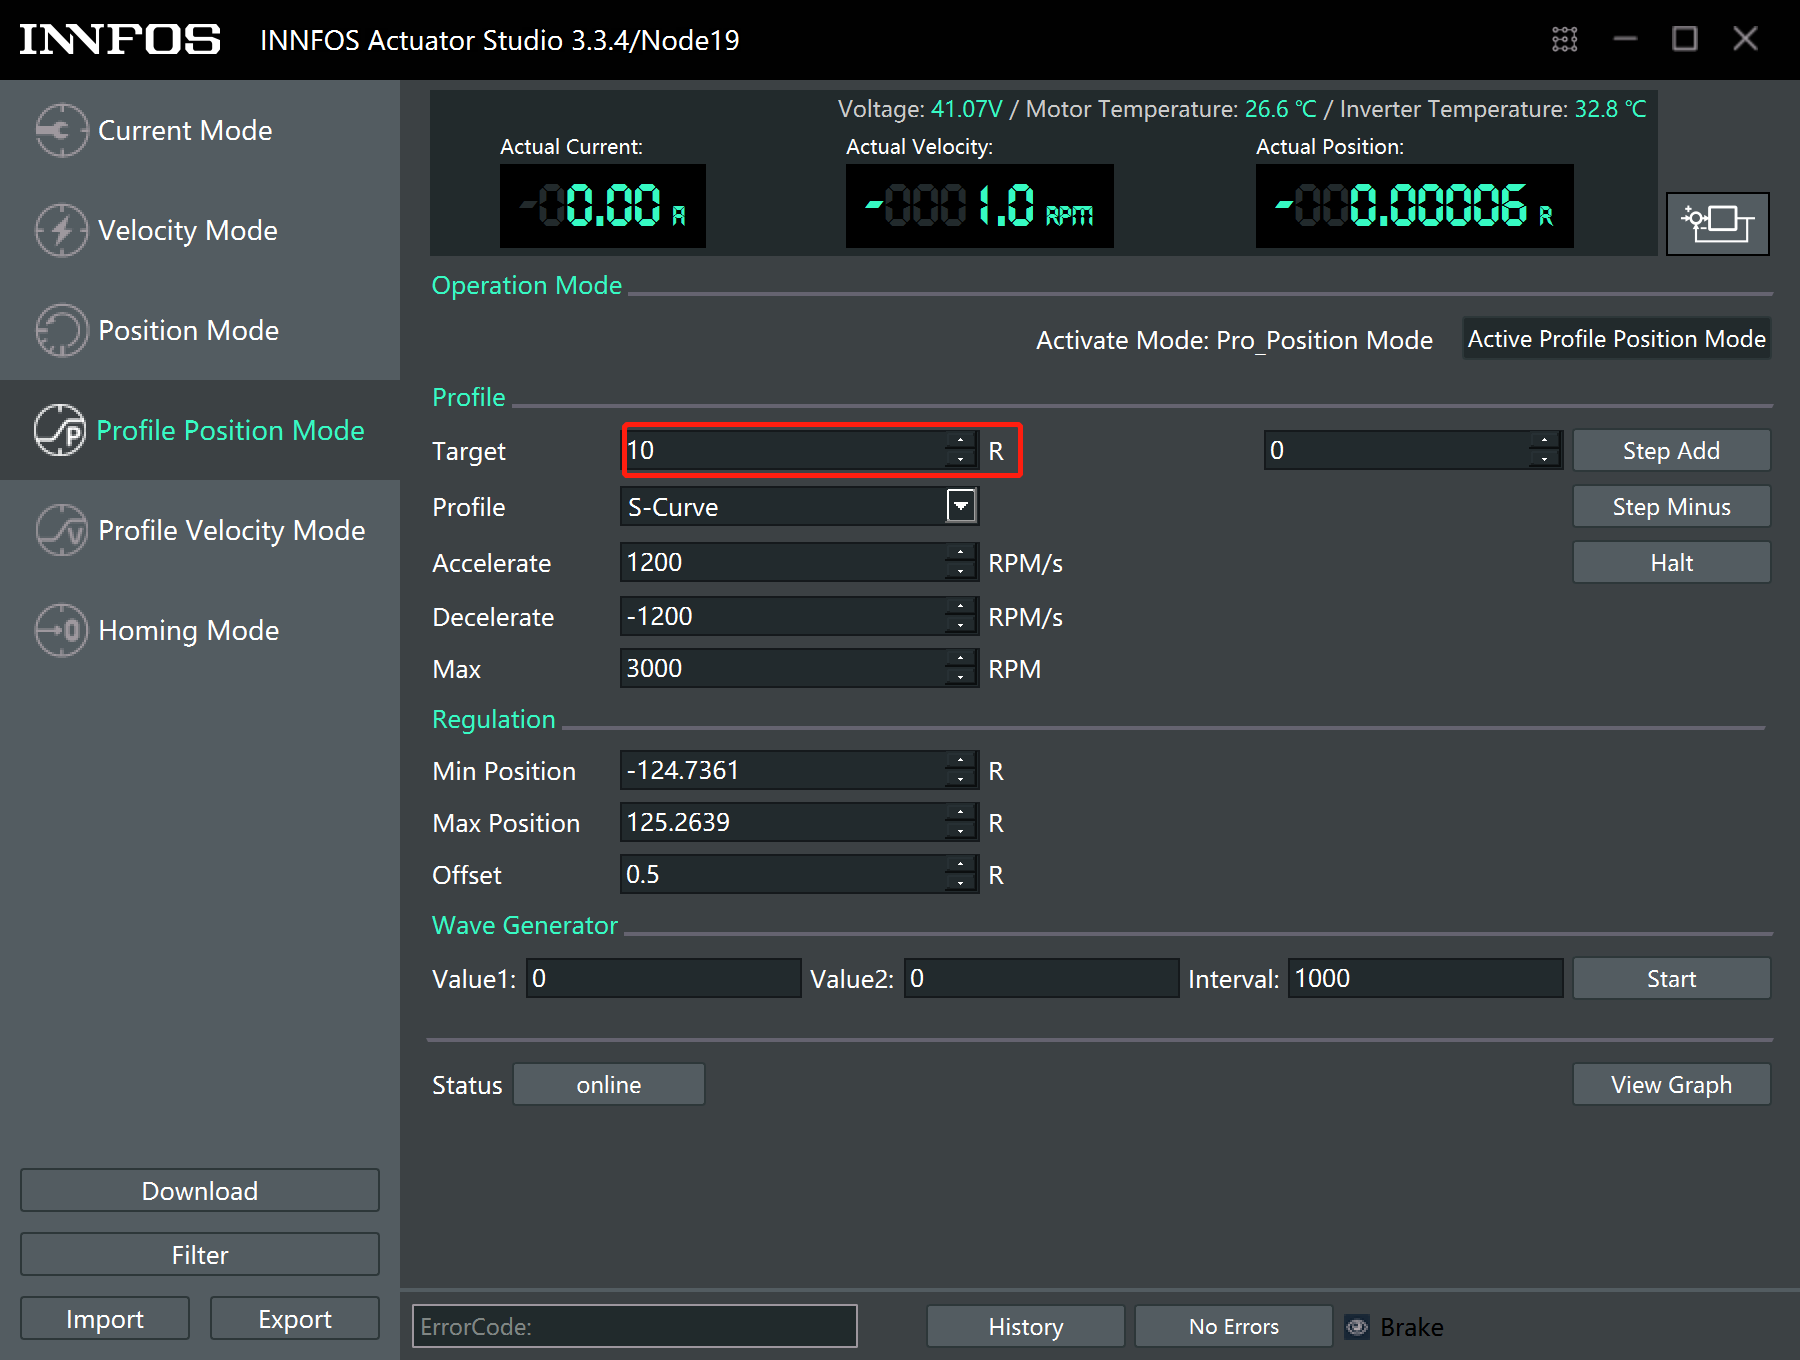 INNFOS INNFOS Actuator Studio 3.3.4/Node19
Current Mode
Velocity Mode
Position Mode
Profile Position Mode
Profile Velocity Mode
Homing Mode
Download
Filter
Import Export
Voltage: 41.07V / Motor Temperature: 26.6 ℃ / Inverter Temperature: 32.8 ℃
Actual Current: Actual Velocity: Actual Position:
0.00 A -1.0 RPM -0.00006 R
Operation Mode
Activate Mode: Pro_Position Mode Active Profile Position Mode
Profile
Target 10 R 0 Step Add
Profile S-Curve Step Minus
Accelerate 1200 RPM/s Halt
Decelerate -1200 RPM/s
Max 3000 RPM
Regulation
Min Position -124.7361 R
Max Position 125.2639 R
Offset 0.5 R
Wave Generator
Value1: 0 Value2: 0 Interval: 1000 Start
Status online View Graph
ErrorCode: History No Errors Brake